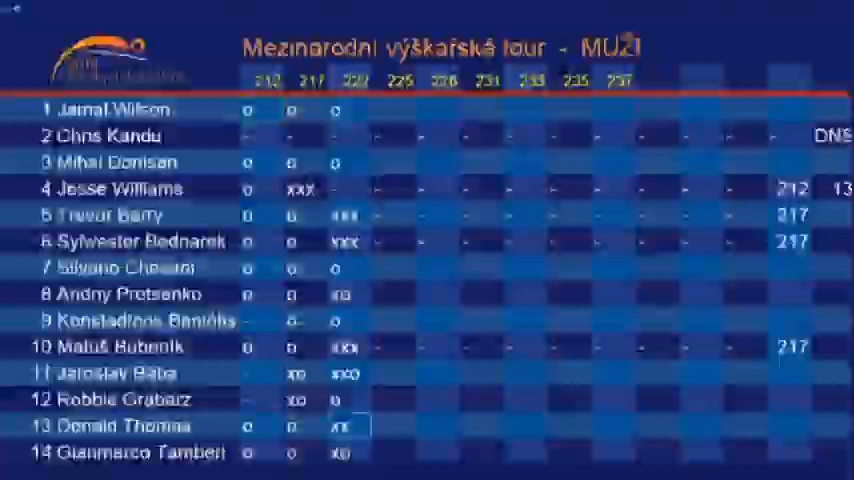 Mezinárodní výškařská tour - MUŽI
212 217 222 225 228 231 233 235 237
1 Jamal Wilson o o o
2 Chris Kandu - - - - - - - - - - - - - DNS
3 Mihai Donisan o o o
4 Jesse Williams o xxx - - - - - - - - - - 212 13
5 Trevor Barry o o xxx - - - - - - - - - 217
6 Sylwester Bednarek o o xxx - - - - - - - - - 217
7 Silvano Chesani o o o
8 Andriy Protsenko o o xo
9 Konstadinos Baniótis - o o
10 Matúš Bubeník o o xxx - - - - - - - - - 217
11 Jaroslav Bába - xo xxo
12 Robbie Grabarz - xo o
13 Donald Thomas o o xx
14 Gianmarco Tamberi o o xo